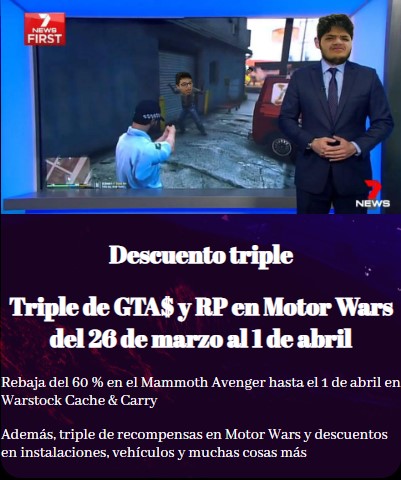 7
NEWS
FIRST
7
NEWS
Descuento triple
Triple de GTA$ y RP en Motor Wars
del 26 de marzo al 1 de abril
Rebaja del 60 % en el Mammoth Avenger hasta el 1 de abril en
Warstock Cache & Carry
Además, triple de recompensas en Motor Wars y descuentos
en instalaciones, vehículos y muchas cosas más